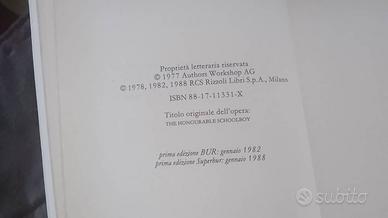 Proprietà letteraria riservata
© 1977 Authors Workshop AG
© 1978, 1982, 1988 RCS Rizzoli Libri S.p.A., Milano
ISBN 88-17-11331-X
Titolo originale dell'opera:
THE HONOURABLE SCHOOLBOY
prima edizione BUR: gennaio 1982
prima edizione Superbur: gennaio 1988
subito